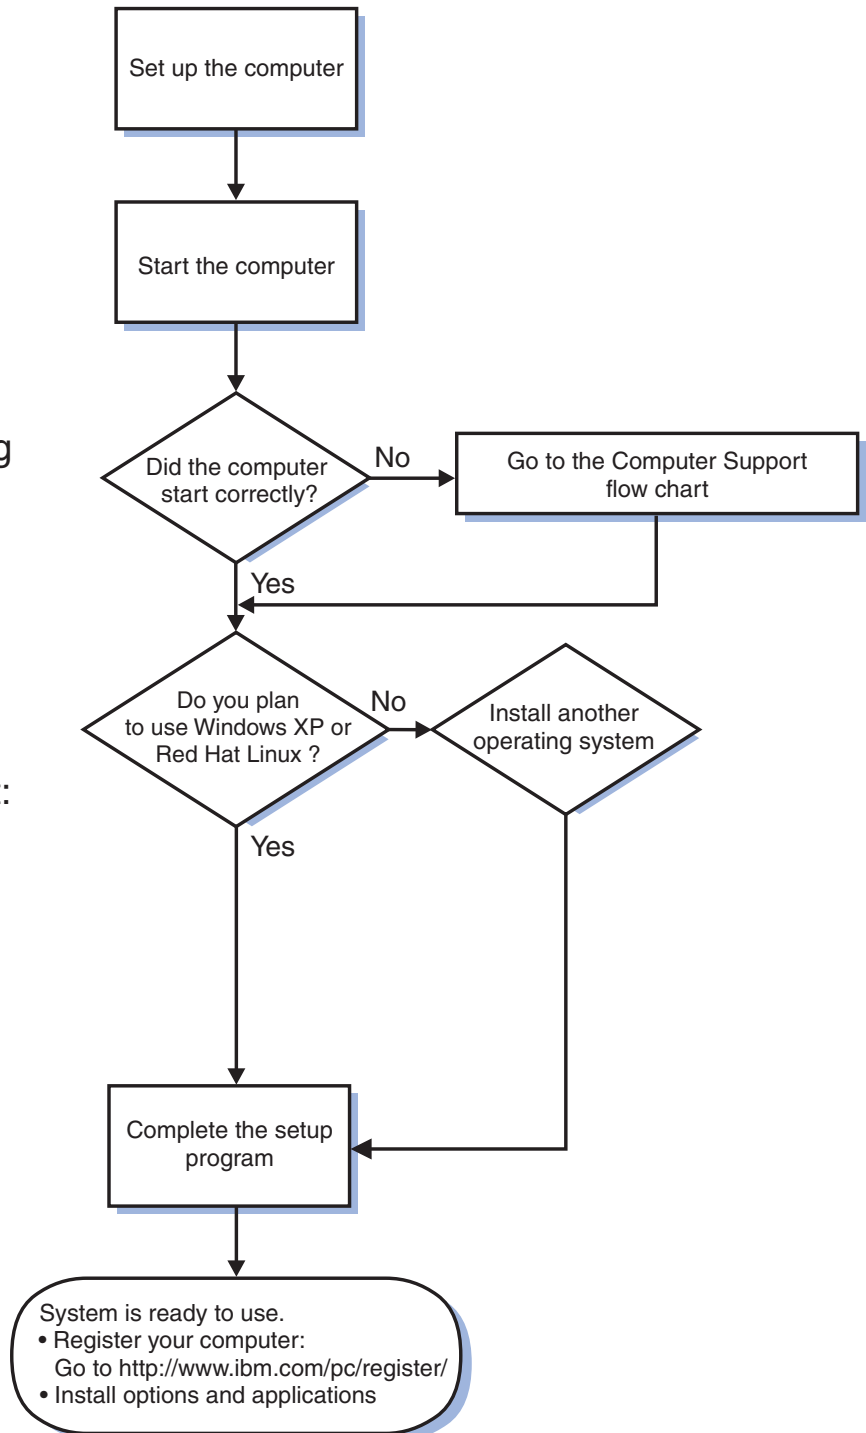 Set up the computer
Start the computer
g
Did the computer
start correctly?
No
Go to the Computer Support
flow chart
Yes
Do you plan
to use Windows XP or
Red Hat Linux ?
No
Install another
operating system
:
Yes
Complete the setup
program
System is ready to use.
• Register your computer:
Go to http://www.ibm.com/pc/register/
• Install options and applications